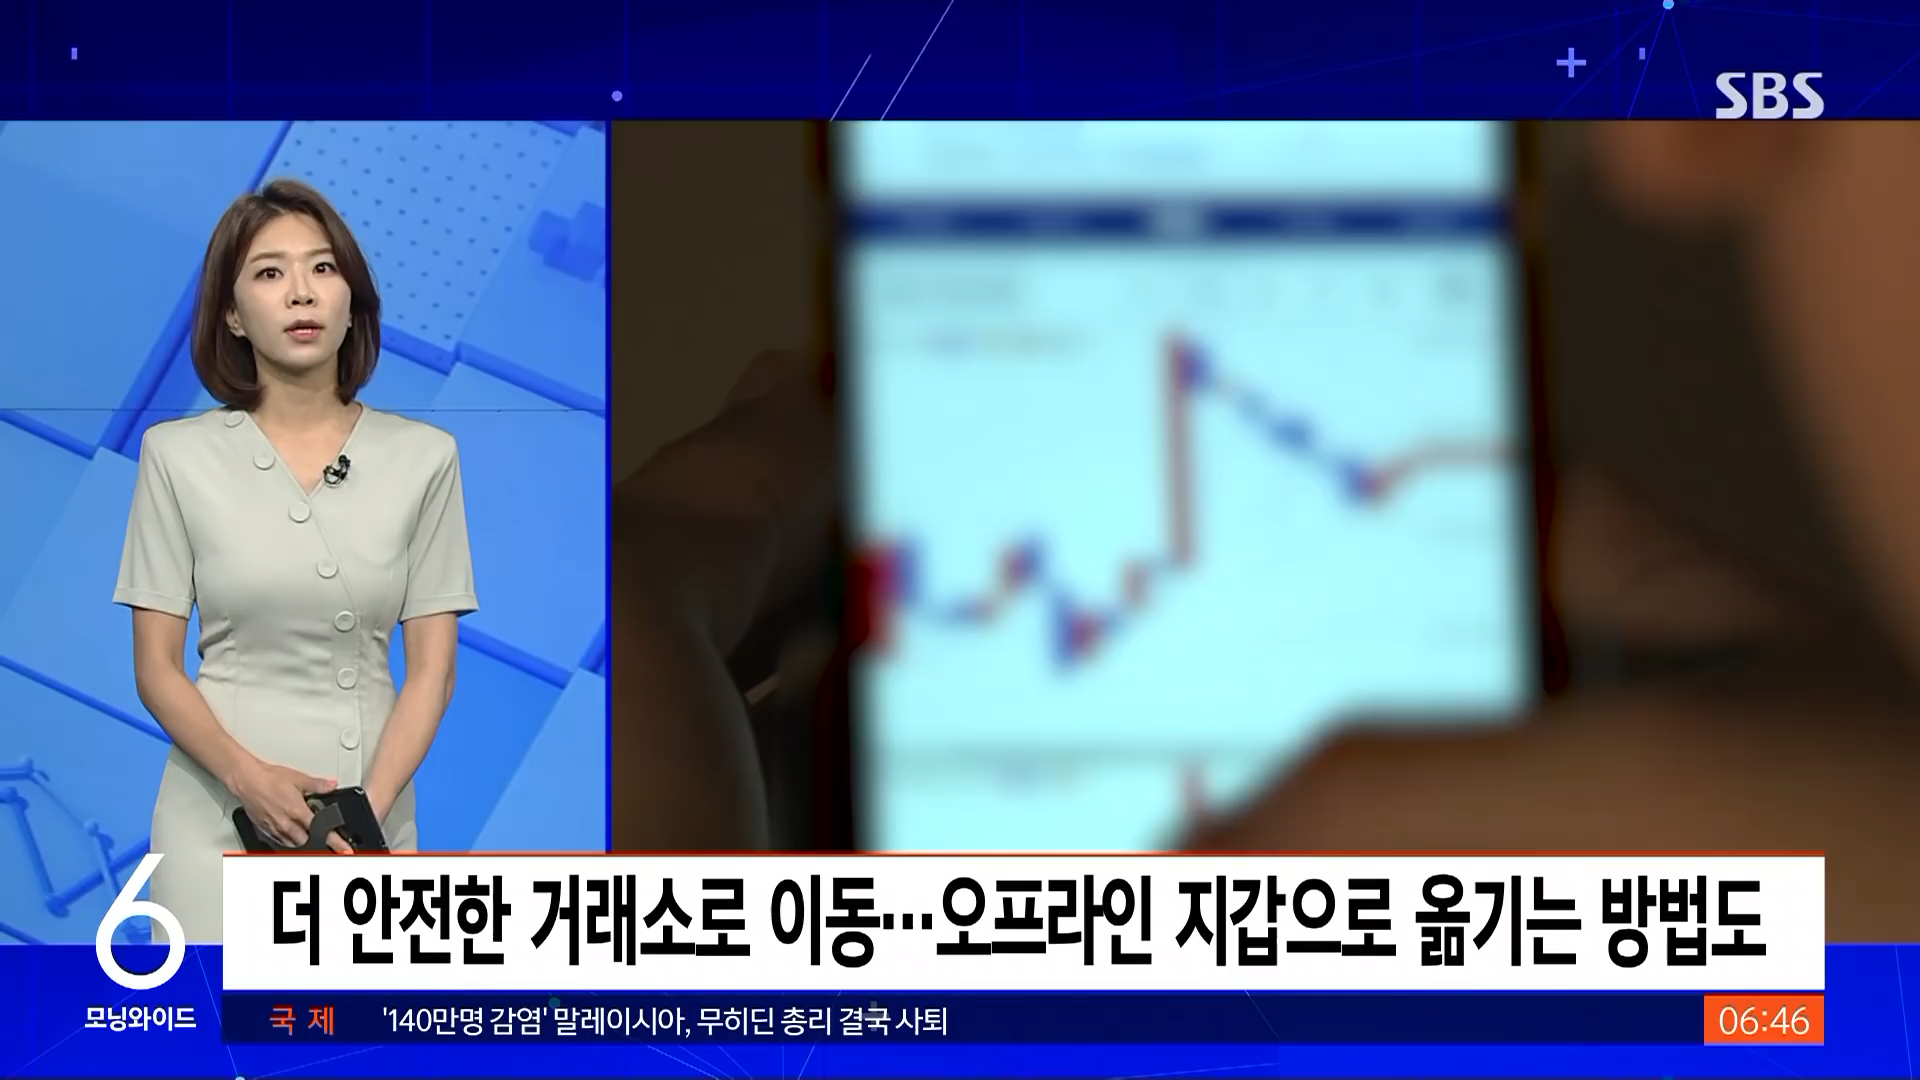 SBS
더 안전한 거래소로 이동…오프라인 지갑으로 옮기는 방법도
6
모닝와이드
국 제 '140만명 감염' 말레이시아, 무히딘 총리 결국 사퇴
06:46